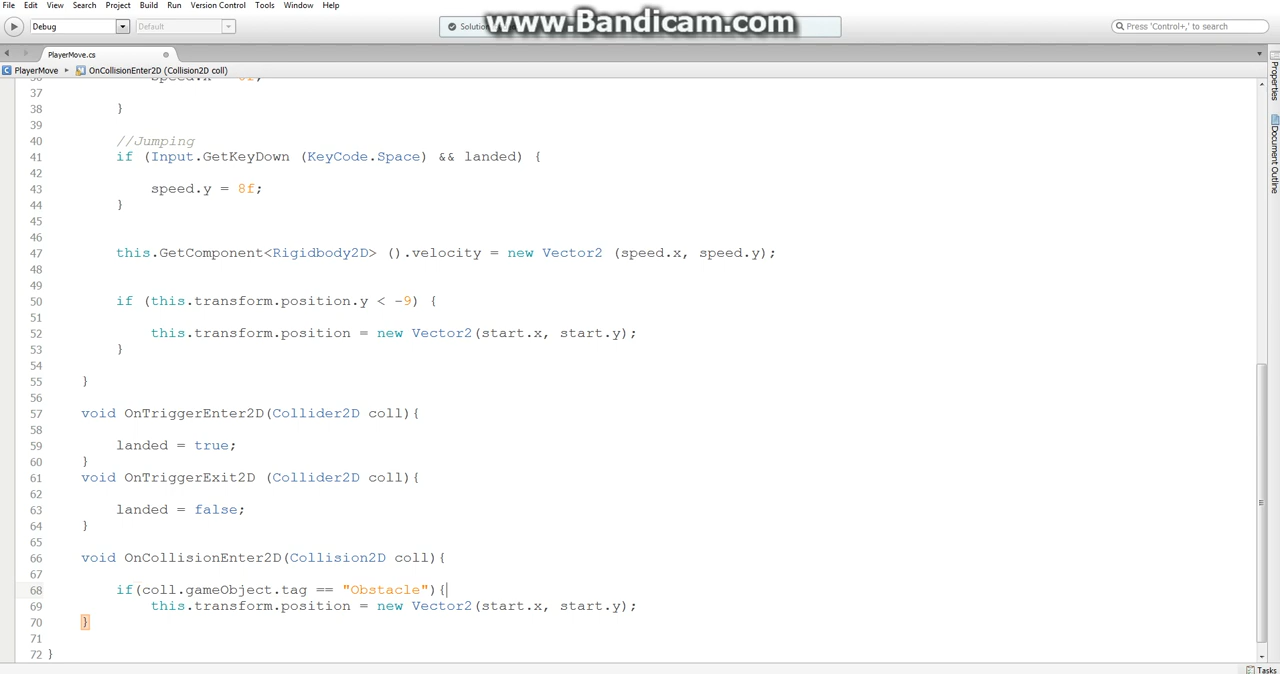 File Edit View Search Project Build Run Version Control Tools Window Help
Debug Default Solution www.Bandicam.com Press 'Control+,' to search
PlayerMove.cs
PlayerMove OnCollisionEnter2D (Collision2D coll)
37
38 }
39
40 //Jumping
41 if (Input.GetKeyDown (KeyCode.Space) && landed) {
42
43 speed.y = 8f;
44 }
45
46
47 this.GetComponent<Rigidbody2D> ().velocity = new Vector2 (speed.x, speed.y);
48
49
50 if (this.transform.position.y < -9) {
51
52 this.transform.position = new Vector2(start.x, start.y);
53 }
54
55 }
56
57 void OnTriggerEnter2D(Collider2D coll){
58
59 landed = true;
60 }
61 void OnTriggerExit2D (Collider2D coll){
62
63 landed = false;
64 }
65
66 void OnCollisionEnter2D(Collision2D coll){
67
68 if(coll.gameObject.tag == "Obstacle"){
69 this.transform.position = new Vector2(start.x, start.y);
70 }
71
72 }
Properties
Document Outline
Tasks